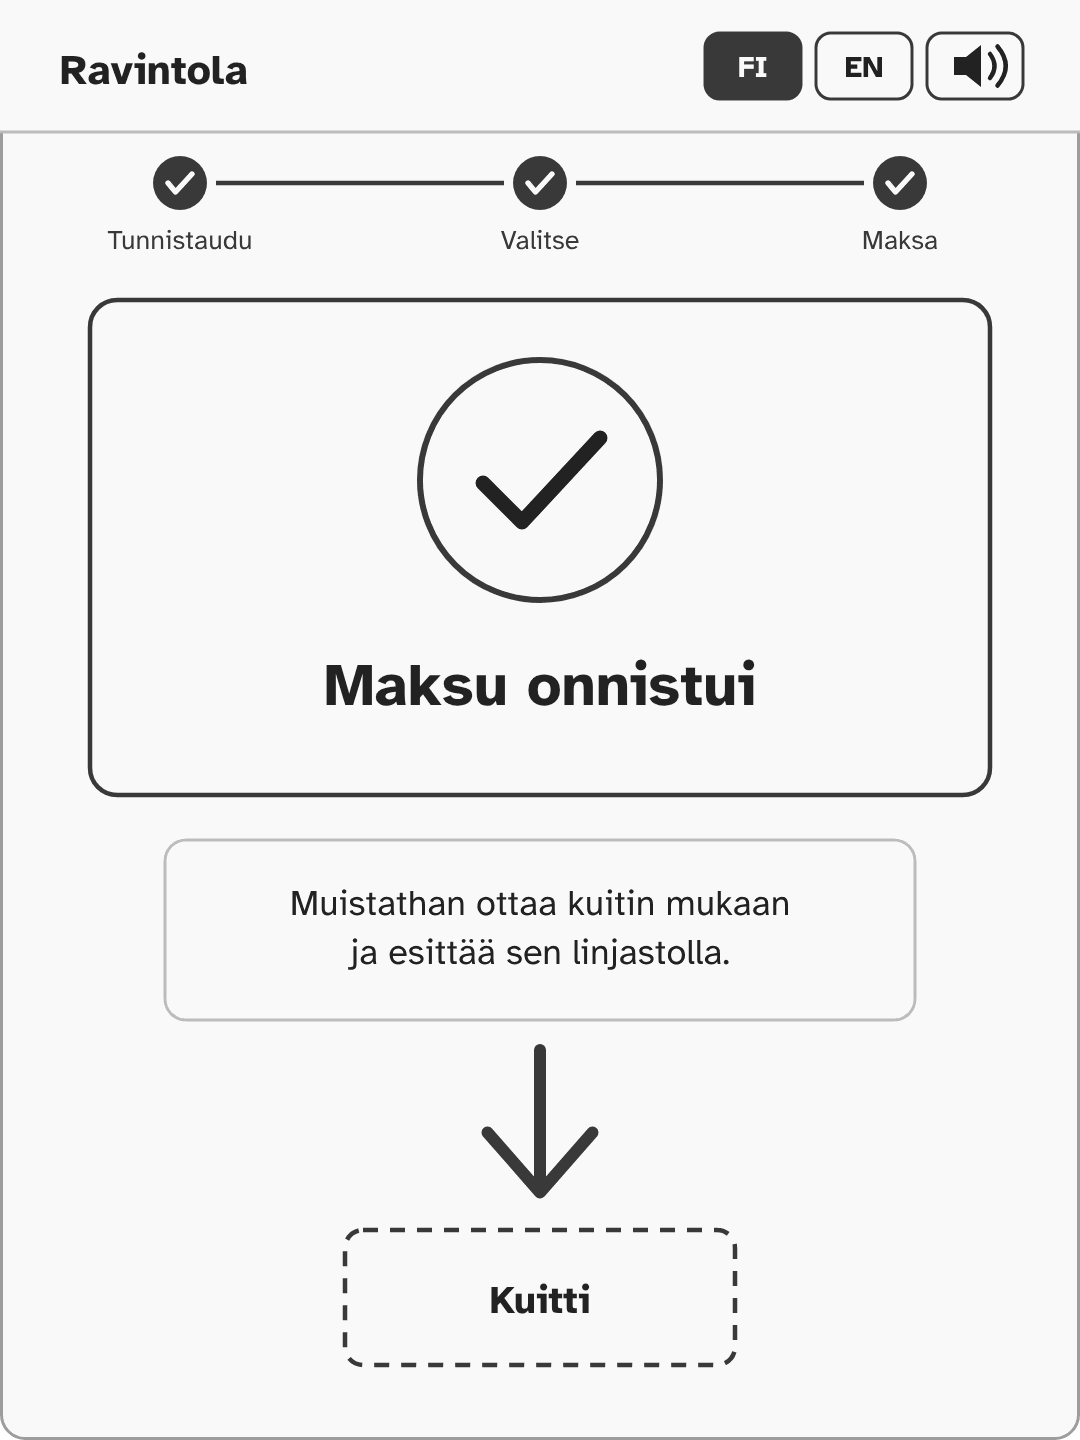 Ravintola
FI
EN
Tunnistaudu
Valitse
Maksa
Maksu onnistui
Muistathan ottaa kuitin mukaan
ja esittää sen linjastolla.
Kuitti